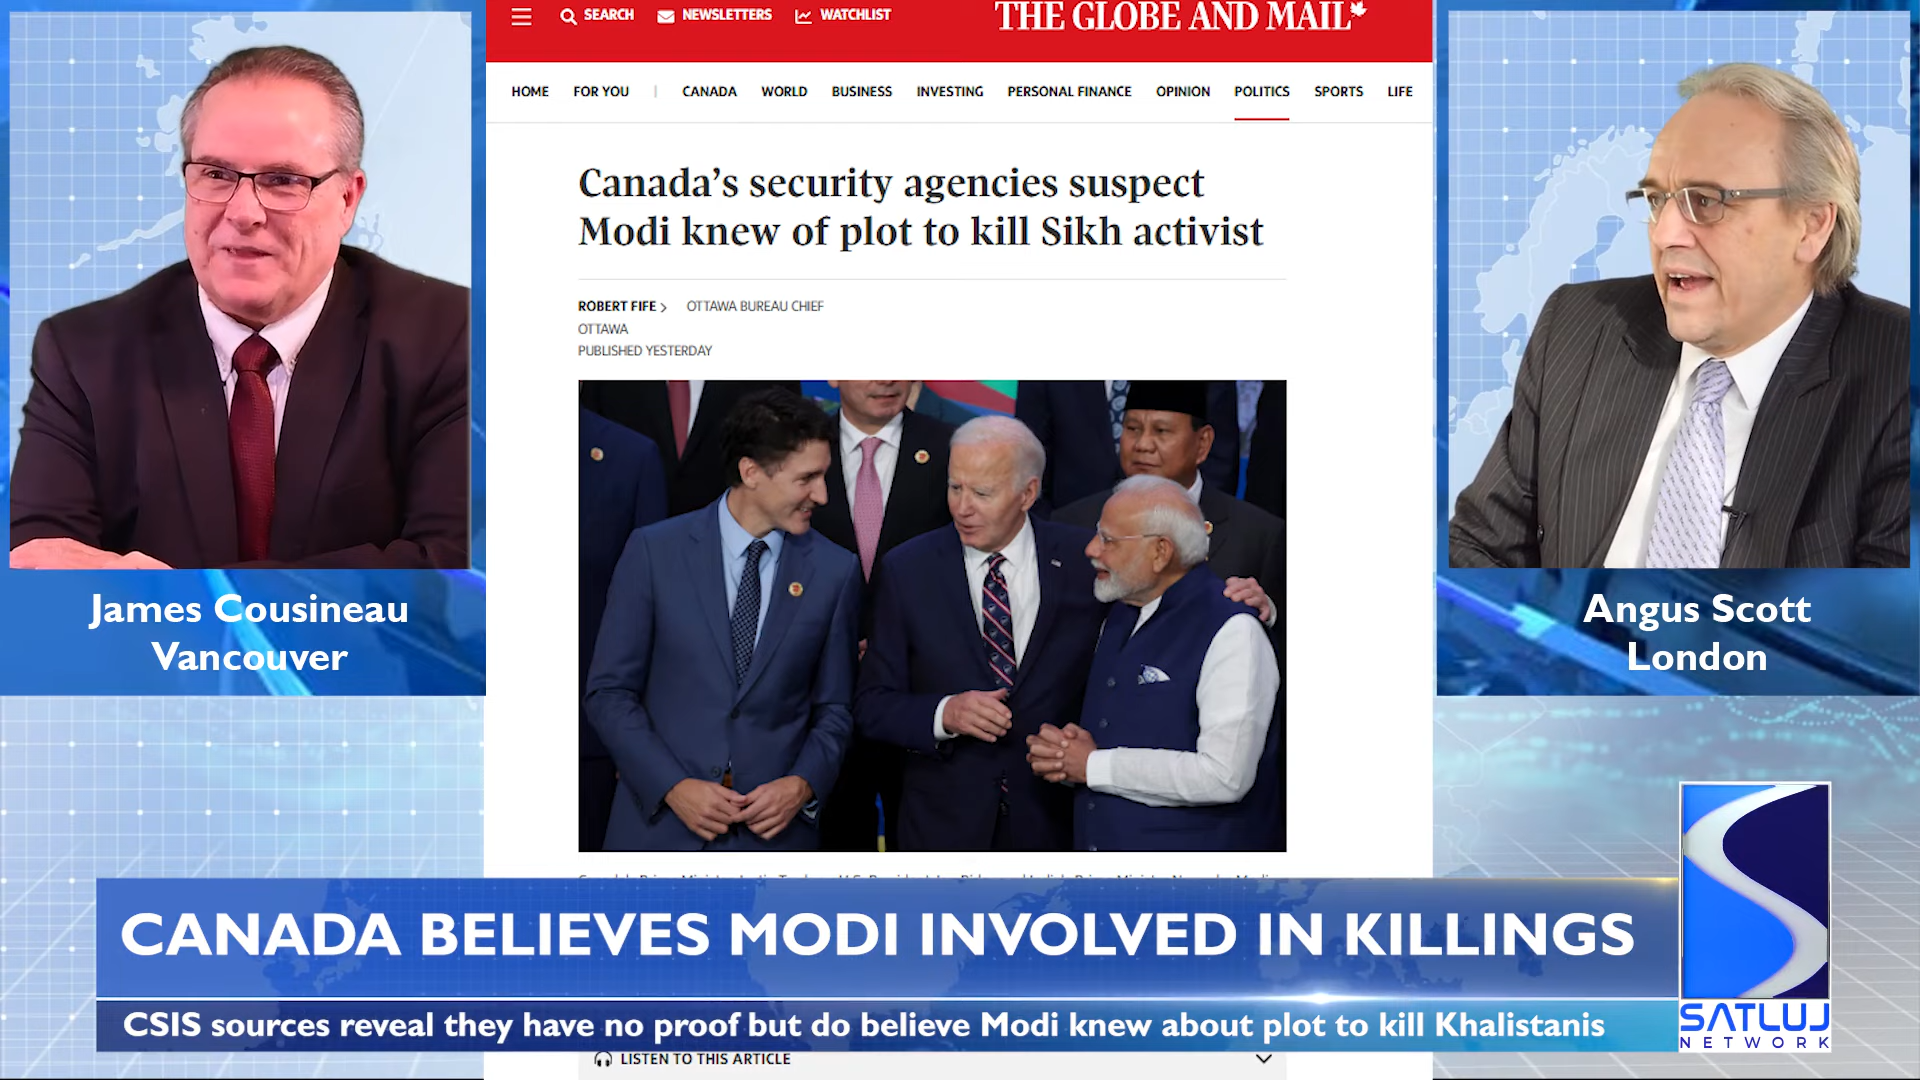 SEARCH
NEWSLETTERS
WATCHLIST
THE GLOBE AND MAIL
HOME
FOR YOU
CANADA
WORLD
BUSINESS
INVESTING
PERSONAL FINANCE
OPINION
POLITICS
SPORTS
LIFE
Canada's security agencies suspect
Modi knew of plot to kill Sikh activist
ROBERT FIFE > OTTAWA BUREAU CHIEF
OTTAWA
PUBLISHED YESTERDAY
James Cousineau
Vancouver
Angus Scott
London
CANADA BELIEVES MODI INVOLVED IN KILLINGS
CSIS sources reveal they have no proof but do believe Modi knew about plot to kill Khalistanis
SATLUJ
NETWORK
LISTEN TO THIS ARTICLE